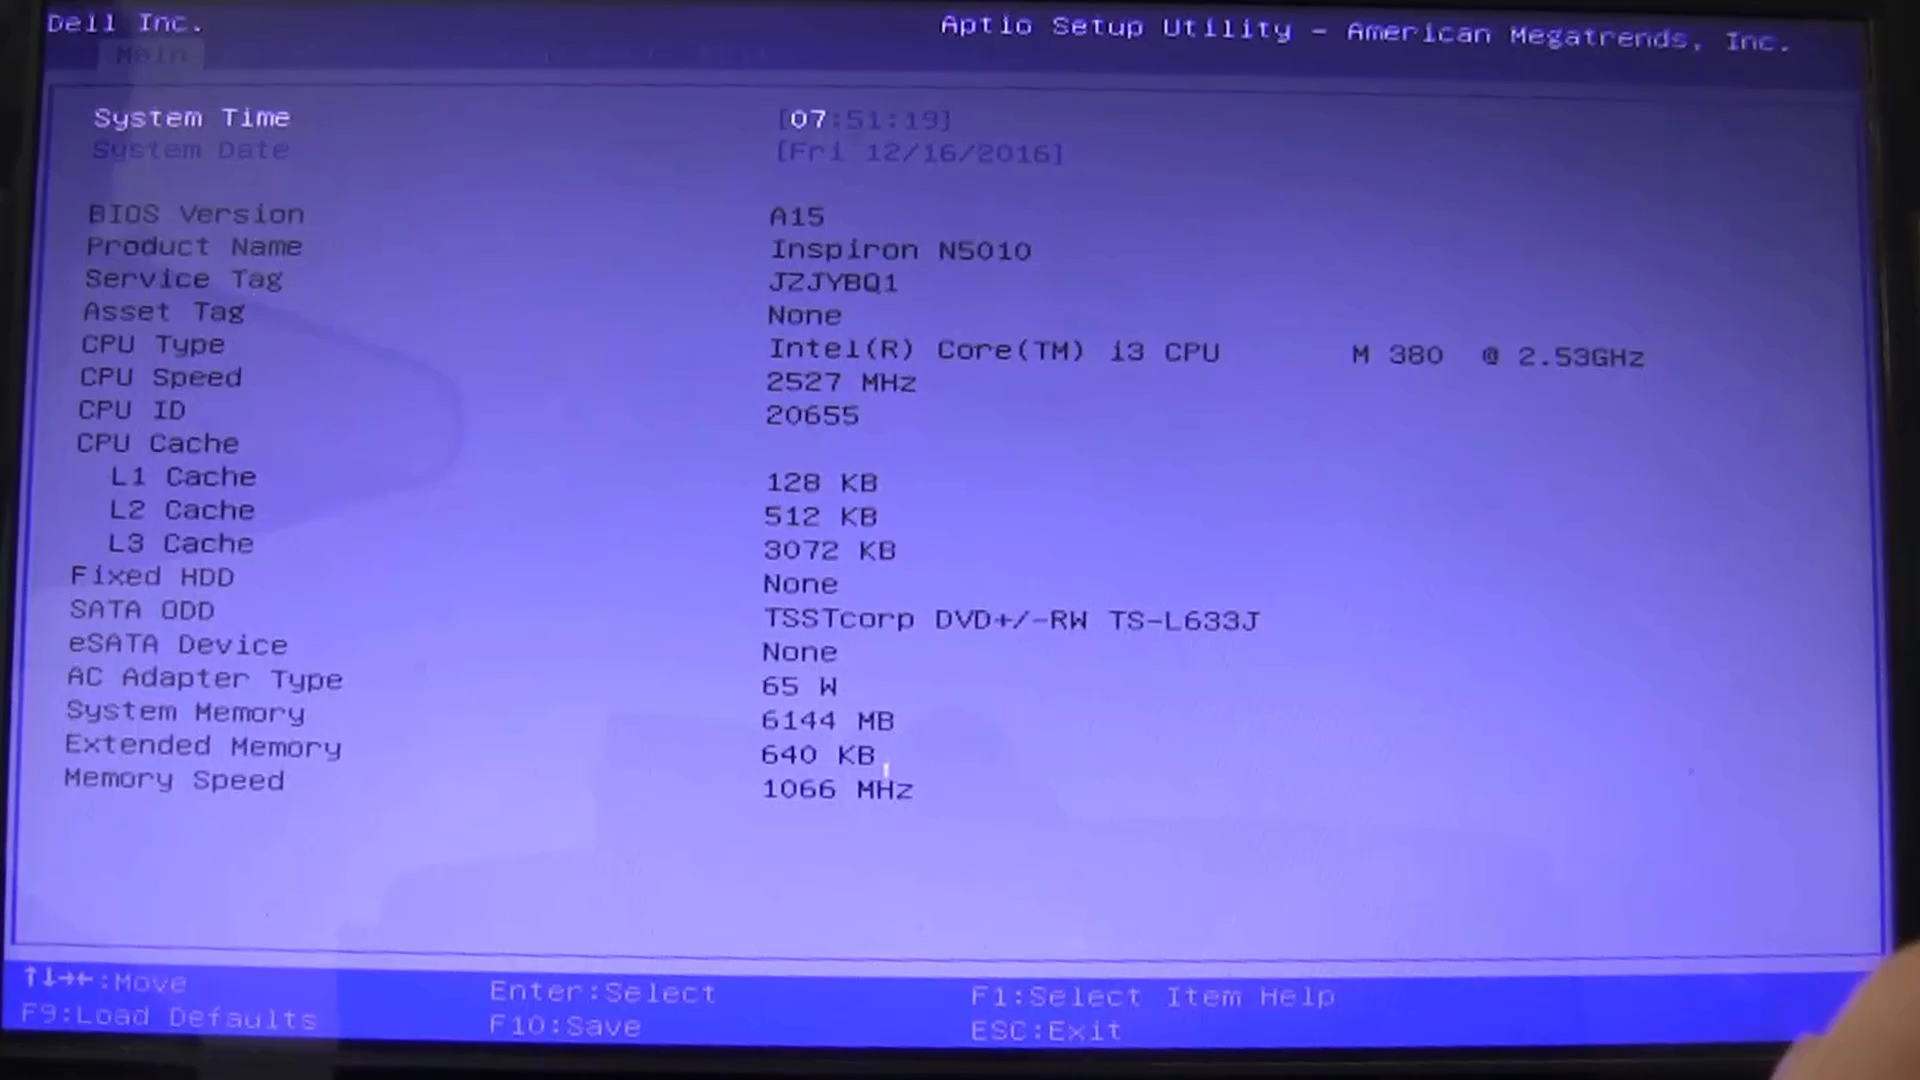 Dell Inc.
Aptio Setup Utility - American Megatrends, Inc.
Main
System Time [07:51:19]
System Date [Fri 12/16/2016]
BIOS Version A15
Product Name Inspiron N5010
Service Tag JZJYBQ1
Asset Tag None
CPU Type Intel(R) Core(TM) i3 CPU M 380 @ 2.53GHz
CPU Speed 2527 MHz
CPU ID 20655
CPU Cache
L1 Cache 128 KB
L2 Cache 512 KB
L3 Cache 3072 KB
Fixed HDD None
SATA ODD TSSTcorp DVD+/-RW TS-L633J
eSATA Device None
AC Adapter Type 65 W
System Memory 6144 MB
Extended Memory 640 KB
Memory Speed 1066 MHz
↑↓→←:Move Enter:Select F1:Select Item Help
F9:Load Defaults F10:Save ESC:Exit